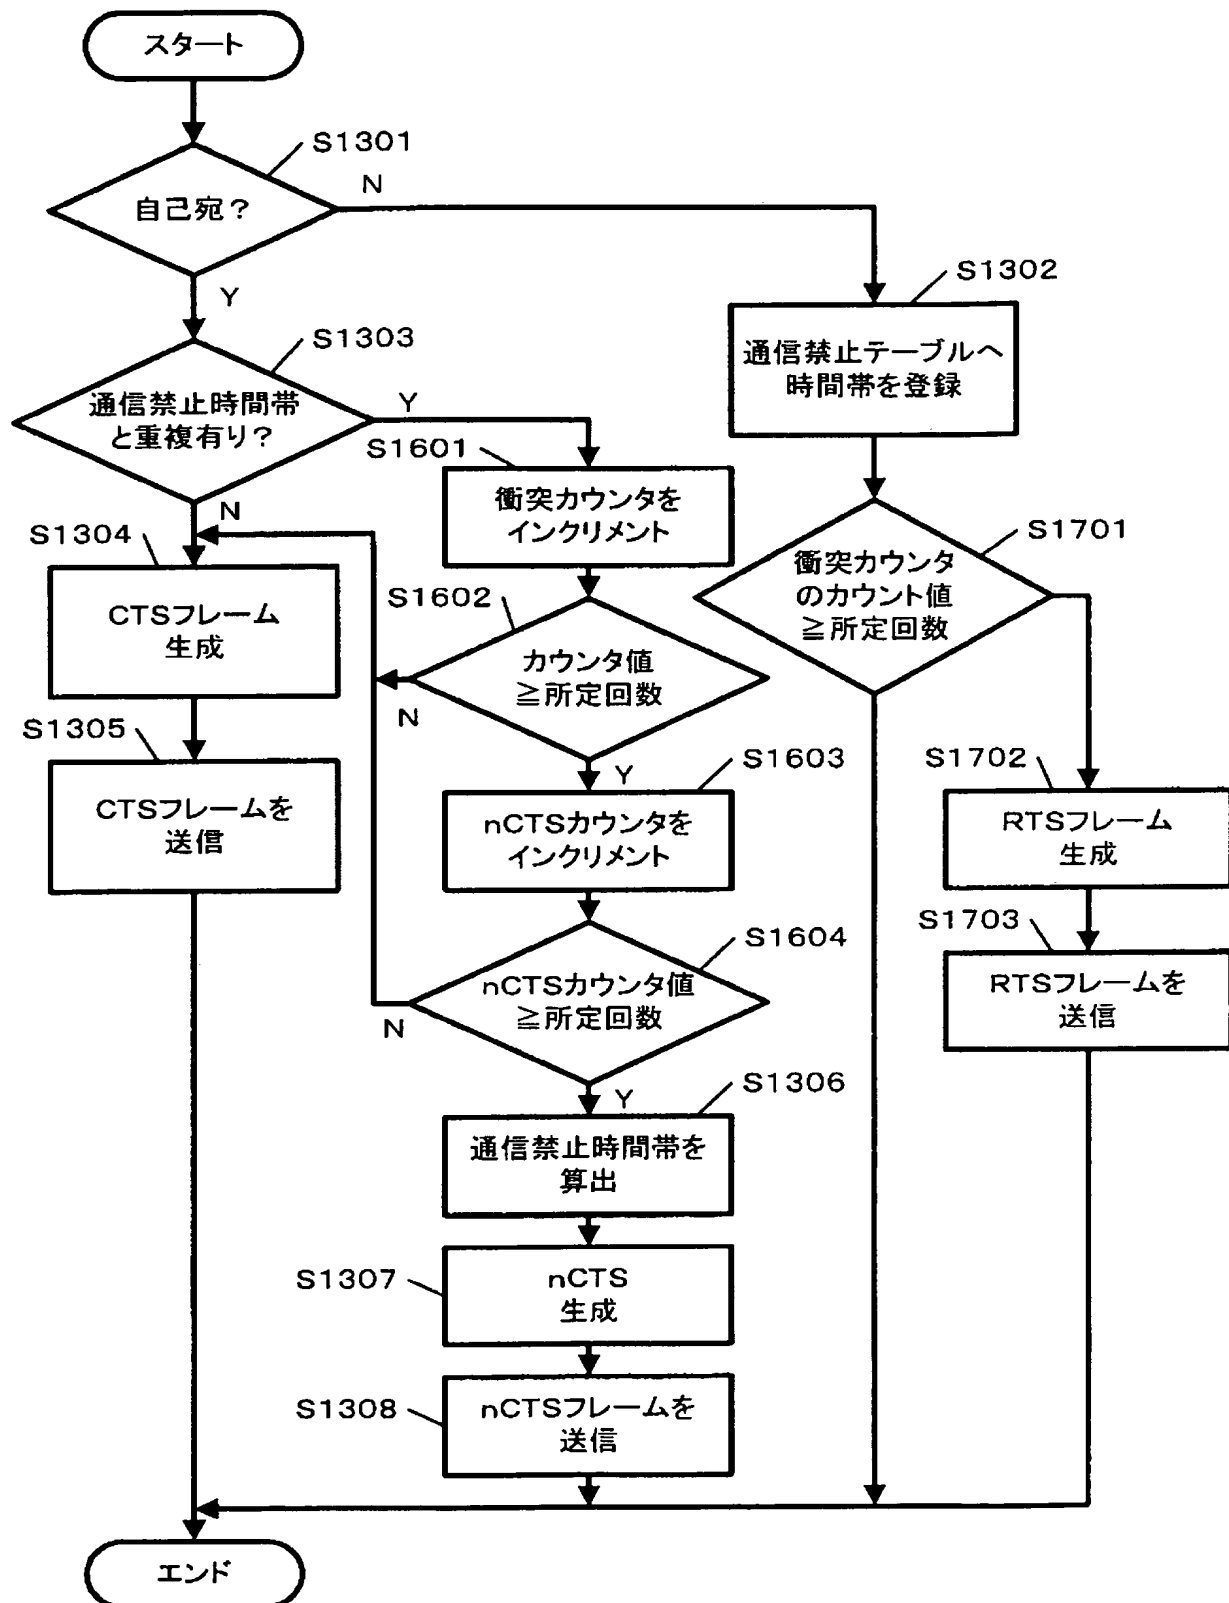 スタート
S1301
自己宛？
N
Y
S1302
通信禁止テーブルへ
時間帯を登録
S1303
通信禁止時間帯
と重複有り？
Y
N
S1601
衝突カウンタを
インクリメント
S1304
CTSフレーム
生成
S1701
衝突カウンタ
のカウント値
≧所定回数
S1602
カウンタ値
≧所定回数
N
Y
S1305
CTSフレームを
送信
S1603
nCTSカウンタを
インクリメント
S1702
RTSフレーム
生成
S1604
nCTSカウンタ値
≧所定回数
N
Y
S1703
RTSフレームを
送信
S1306
通信禁止時間帯を
算出
S1307
nCTS
生成
S1308
nCTSフレームを
送信
エンド